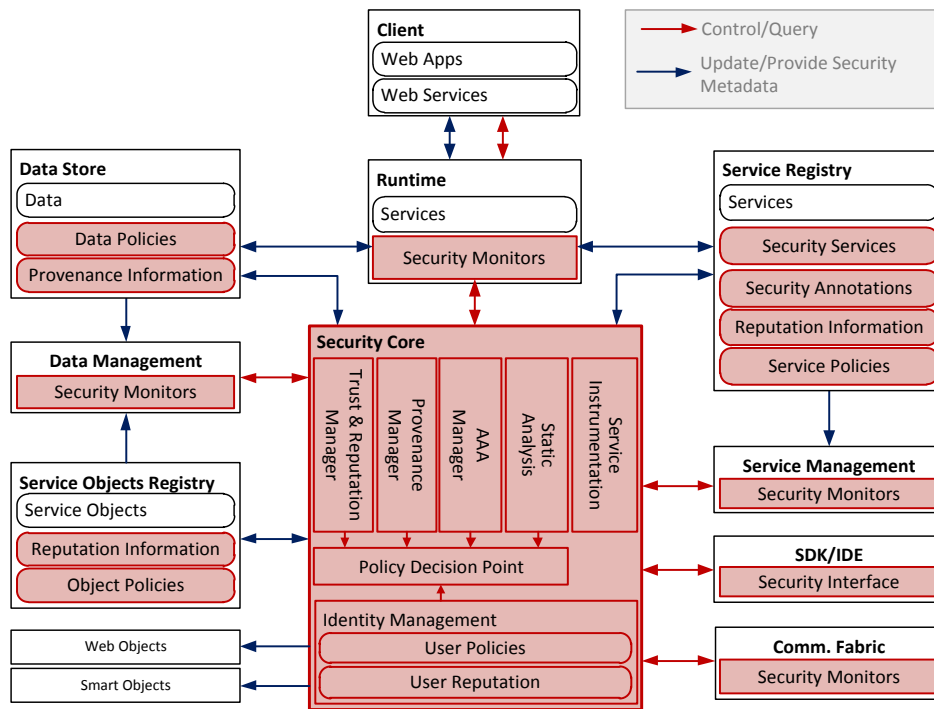 Client
Web Apps
Web Services
Control/Query
Update/Provide Security
Metadata
Data Store
Data
Data Policies
Provenance Information
Runtime
Services
Security Monitors
Service Registry
Services
Security Services
Security Annotations
Reputation Information
Service Policies
Data Management
Security Monitors
Security Core
Trust & Reputation
Manager
Provenance
Manager
AAA
Manager
Static
Analysis
Service
Instrumentation
Policy Decision Point
Identity Management
User Policies
User Reputation
Service Objects Registry
Service Objects
Reputation Information
Object Policies
Web Objects
Smart Objects
Service Management
Security Monitors
SDK/IDE
Security Interface
Comm. Fabric
Security Monitors